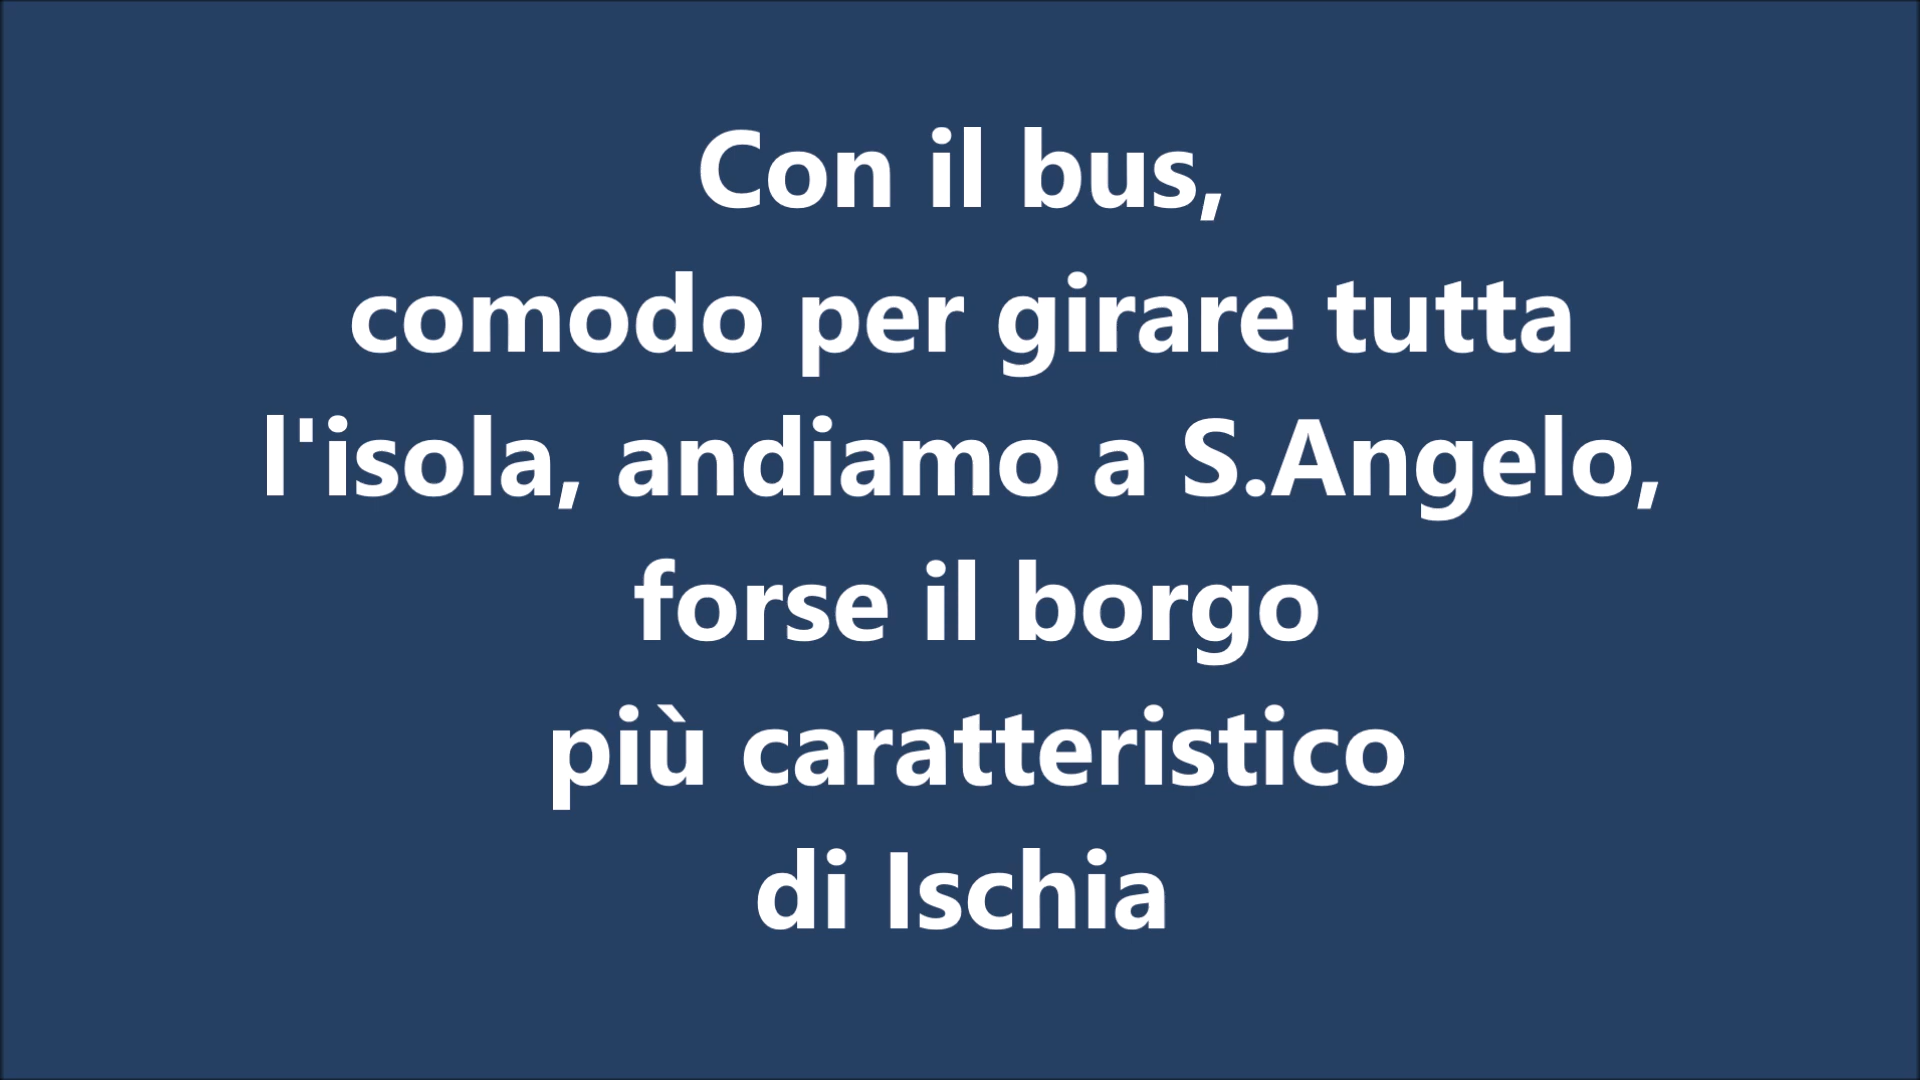 Con il bus,
comodo per girare tutta
l'isola, andiamo a S.Angelo,
forse il borgo
più caratteristico
di Ischia